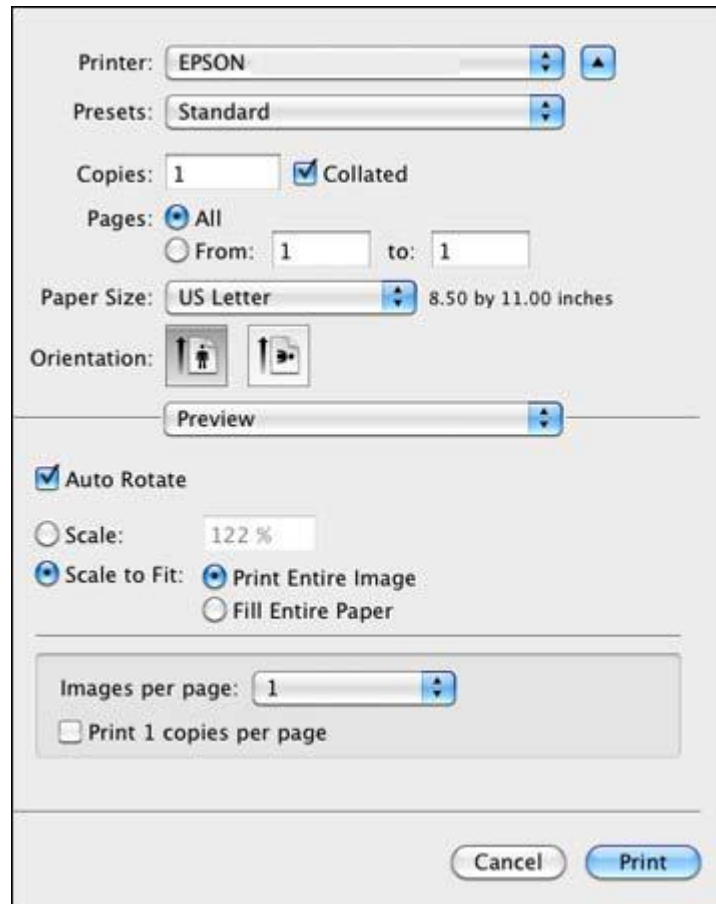 Printer: EPSON
Presets: Standard
Copies: 1 Collated
Pages: All
From: 1 to: 1
Paper Size: US Letter 8.50 by 11.00 inches
Orientation:
Preview
Auto Rotate
Scale: 122 %
Scale to Fit: Print Entire Image
Fill Entire Paper
Images per page: 1
Print 1 copies per page
Cancel Print